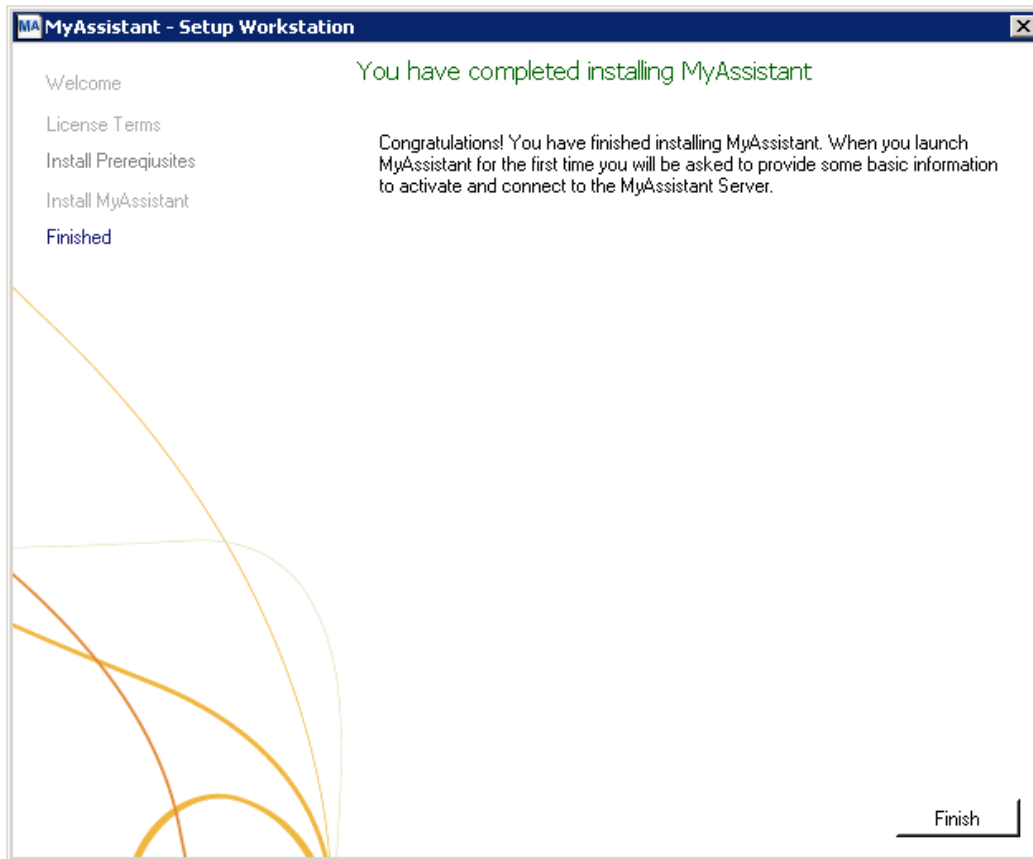 MA MyAssistant - Setup Workstation
You have completed installing MyAssistant
Welcome
License Terms
Install Prereqiusites
Install MyAssistant
Finished
Congratulations! You have finished installing MyAssistant. When you launch
MyAssistant for the first time you will be asked to provide some basic information
to activate and connect to the MyAssistant Server.
Finish